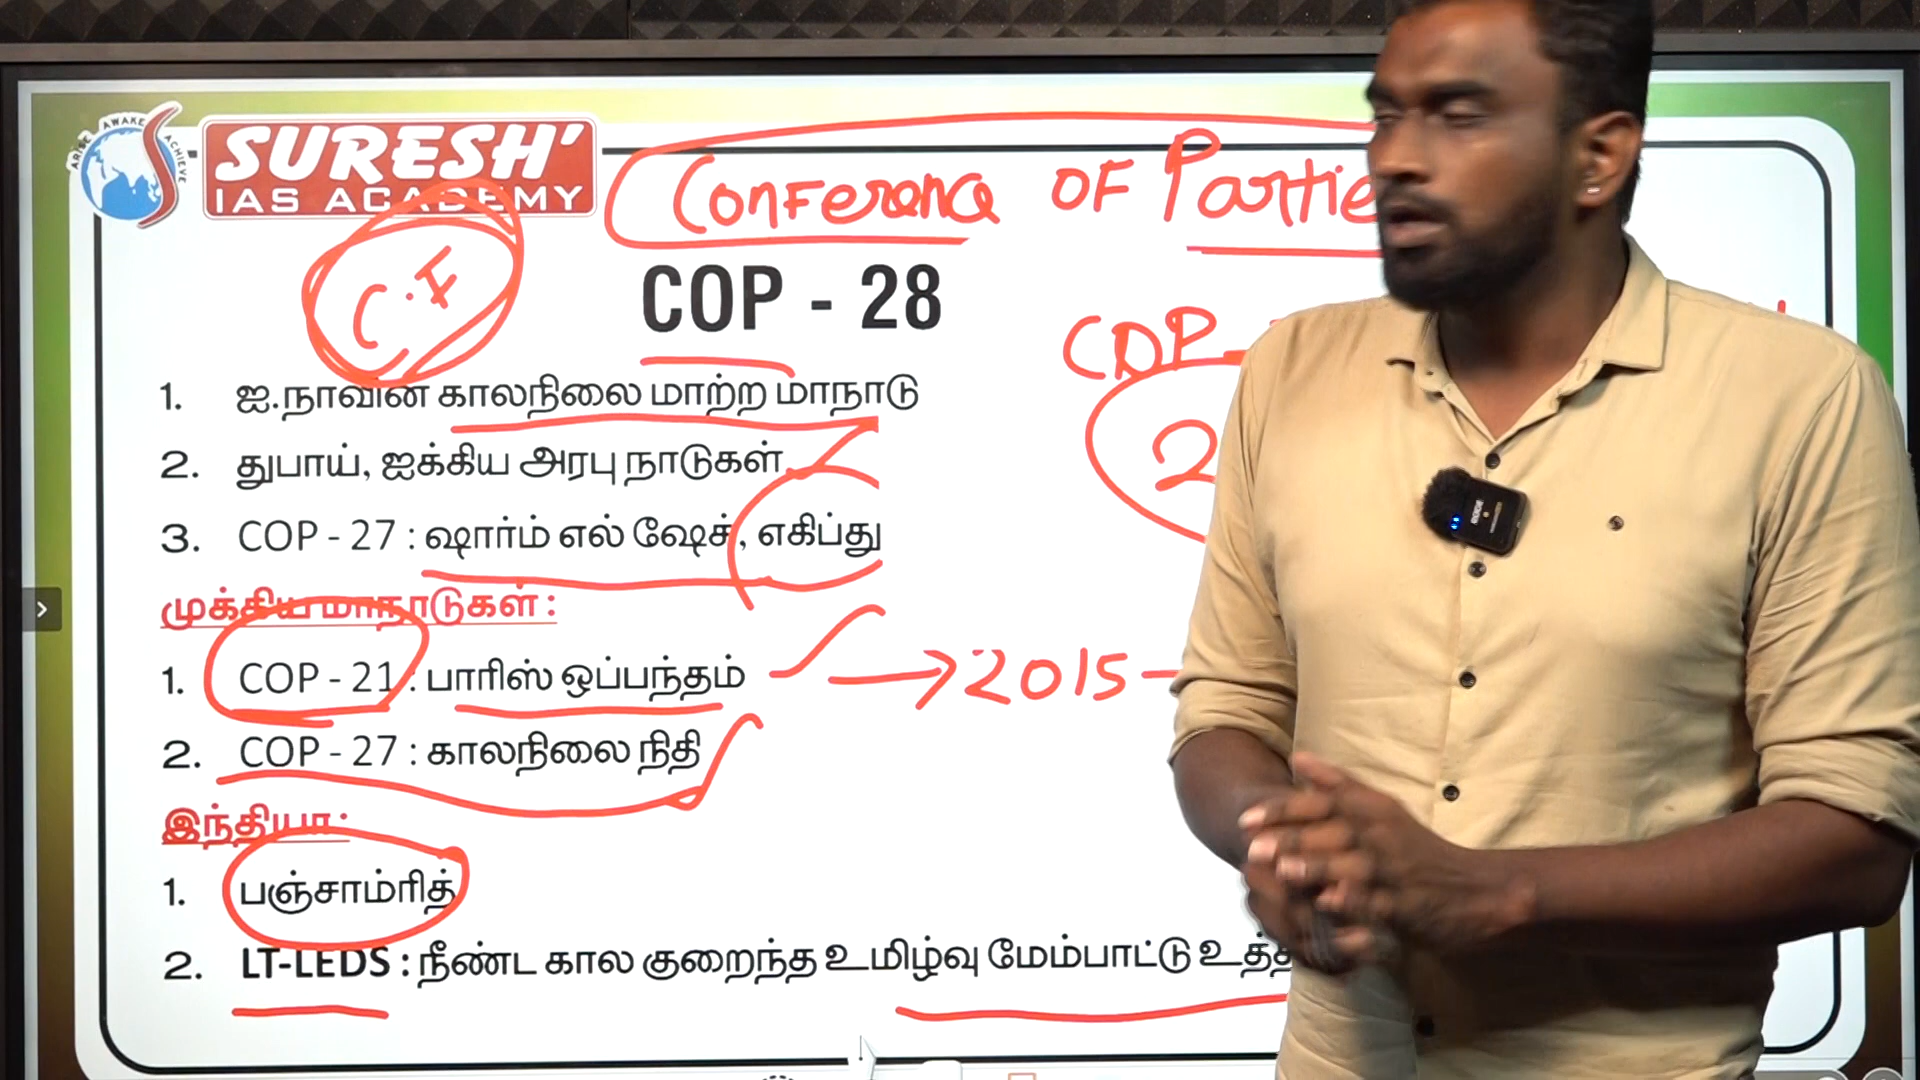 ARISE AWAKE ACHIEVE
SURESH'
IAS ACADEMY
Conference OF
C.F
COP - 28
COP
1. ஐ.நாவின் காலநிலை மாற்ற மாநாடு
2. துபாய், ஐக்கிய அரபு நாடுகள்
2
3. COP - 27 : ஷார்ம் எல் ஷேக், எகிப்து
முக்கிய மாநாடுகள் :
1. COP - 21 : பாரிஸ் ஒப்பந்தம்
2015
2. COP - 27 : காலநிலை நிதி
இந்தியா :
1. பஞ்சாம்ரித்
2. LT-LEDS : நீண்ட கால குறைந்த உமிழ்வு மேம்பாட்டு